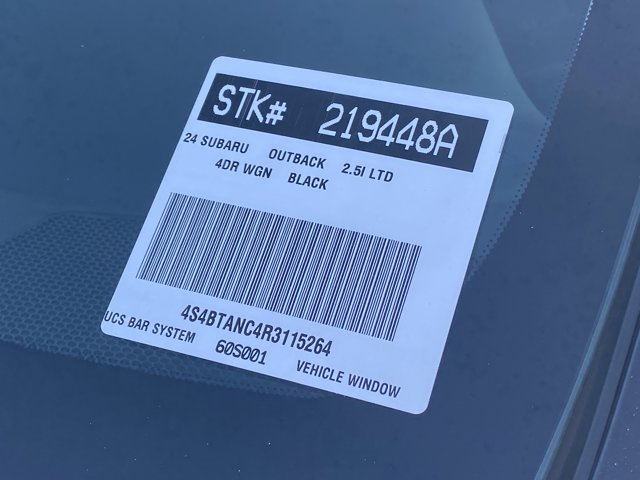 STK# 219448A
24 SUBARU OUTBACK 2.5I LTD
4DR WGN BLACK
4S4BTANC4R3115264
UCS BAR SYSTEM 60S001 VEHICLE WINDOW